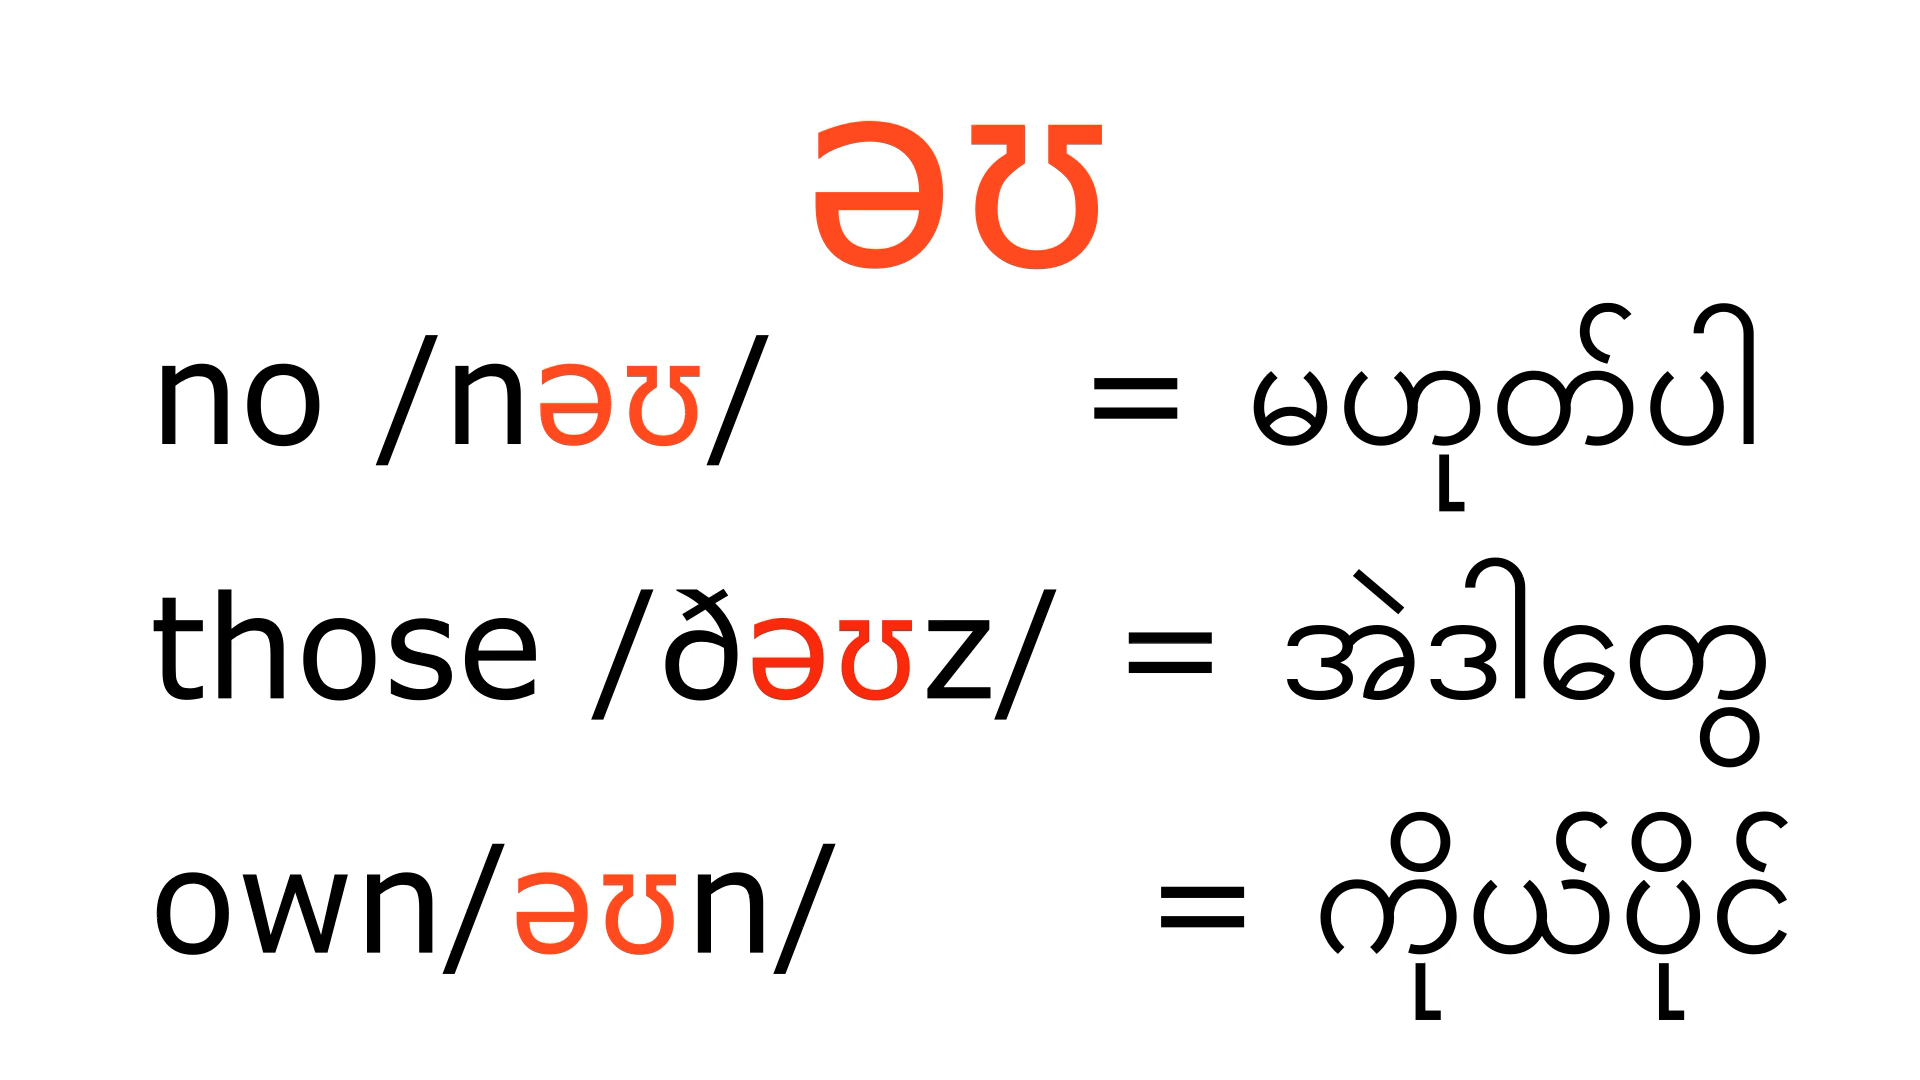 əʊ
no /nəʊ/ = မဟုတ်ပါ
those /ðəʊz/ = အဲဒါတွေ
own/əʊn/ = ကိုယ်ပိုင်